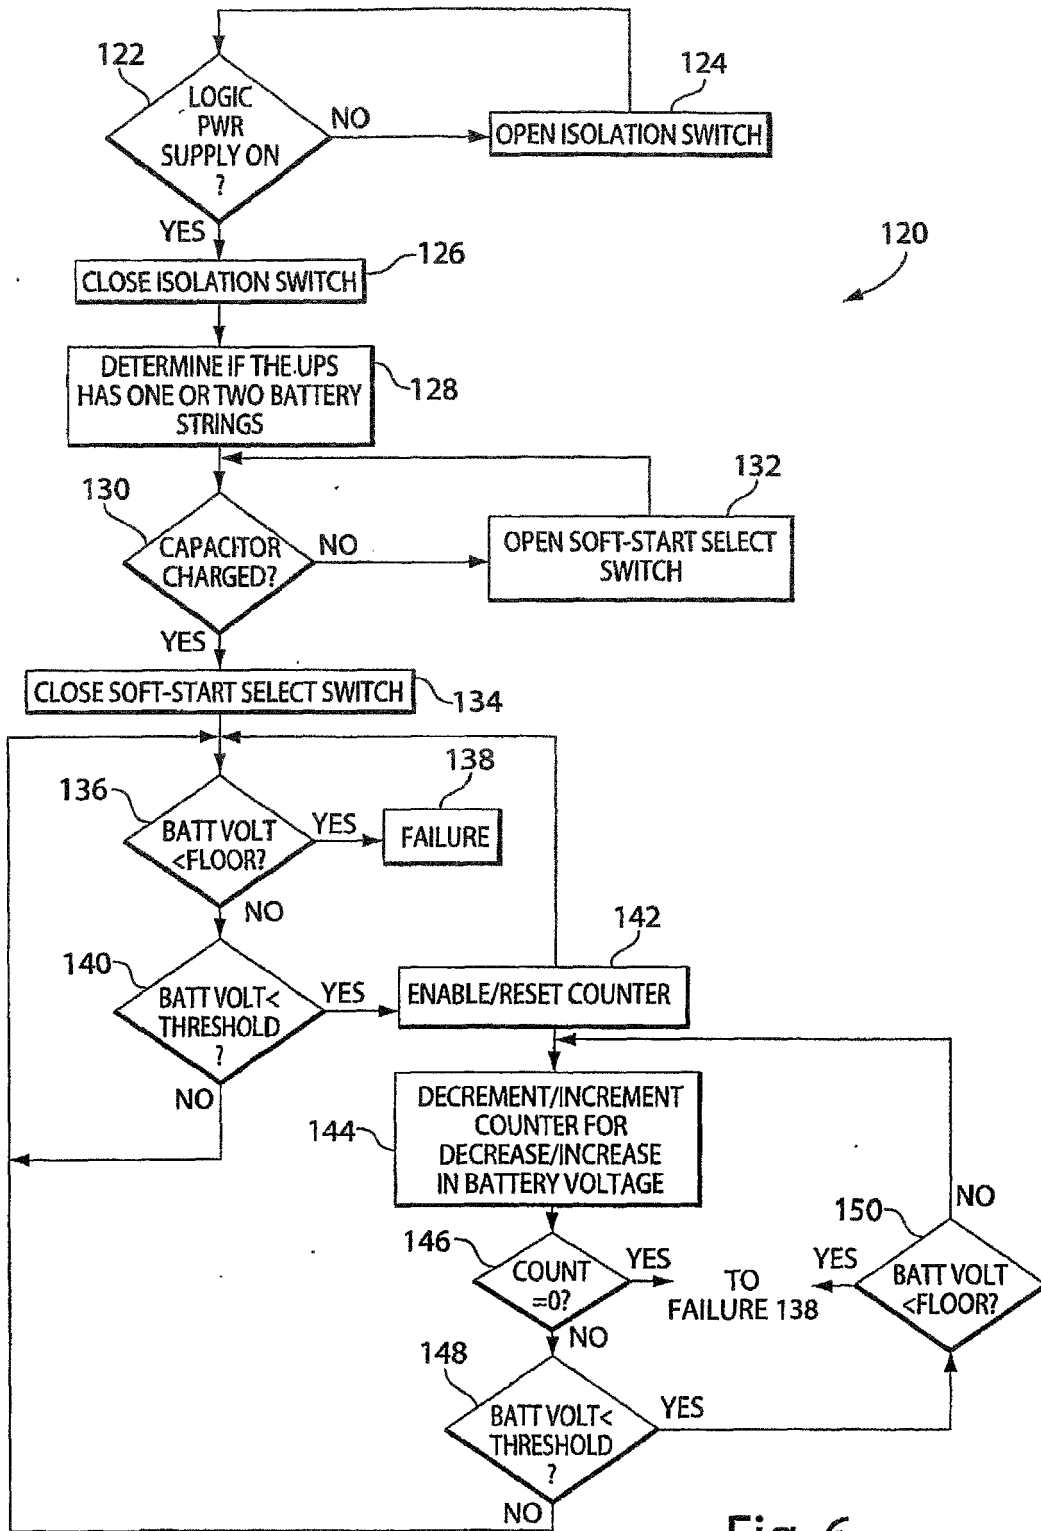 122
LOGIC
PWR
SUPPLY ON
?
NO
124
OPEN ISOLATION SWITCH
YES
126
CLOSE ISOLATION SWITCH
120
DETERMINE IF THE UPS
HAS ONE OR TWO BATTERY
STRINGS
128
130
CAPACITOR
CHARGED?
NO
132
OPEN SOFT-START SELECT
SWITCH
YES
CLOSE SOFT-START SELECT SWITCH
134
136
BATT VOLT
<FLOOR?
YES
138
FAILURE
NO
140
BATT VOLT<
THRESHOLD
?
YES
142
ENABLE/RESET COUNTER
NO
144
DECREMENT/INCREMENT
COUNTER FOR
DECREASE/INCREASE
IN BATTERY VOLTAGE
146
COUNT
=0?
YES
TO
FAILURE 138
YES
150
BATT VOLT
<FLOOR?
NO
NO
148
BATT VOLT<
THRESHOLD
?
YES
NO
Fig. 6